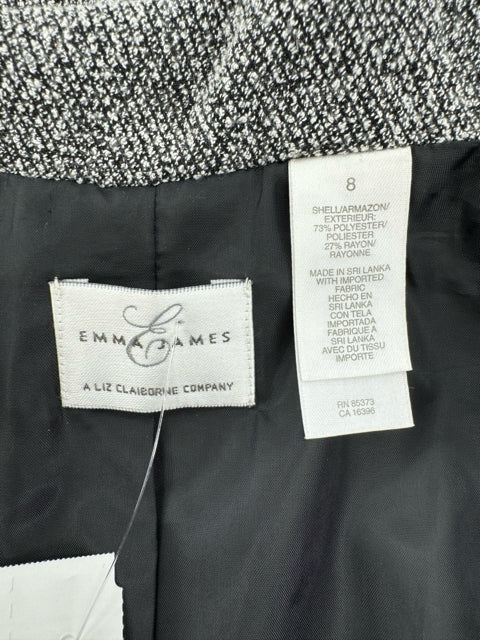 EMMA JAMES
A LIZ CLAIBORNE COMPANY
8
SHELL/ARMAZON/
EXTERIEUR:
73% POLYESTER/
POLIESTER
27% RAYON/
RAYONNE
MADE IN SRI LANKA
WITH IMPORTED
FABRIC
HECHO EN
SRI LANKA
CON TELA
IMPORTADA
FABRIQUE A
SRI LANKA
AVEC DU TISSU
IMPORTE
RN 85373
CA 16396